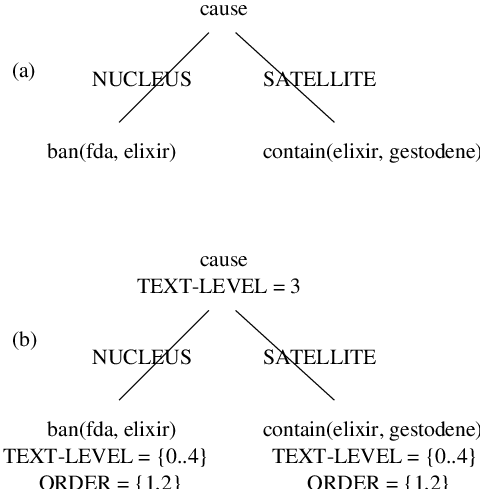 cause
(a)
NUCLEUS SATELLITE
ban(fda, elixir) contain(elixir, gestodene)
cause
TEXT-LEVEL = 3
(b)
NUCLEUS SATELLITE
ban(fda, elixir) contain(elixir, gestodene)
TEXT-LEVEL = {0..4} TEXT-LEVEL = {0..4}
ORDER = {1,2} ORDER = {1,2}